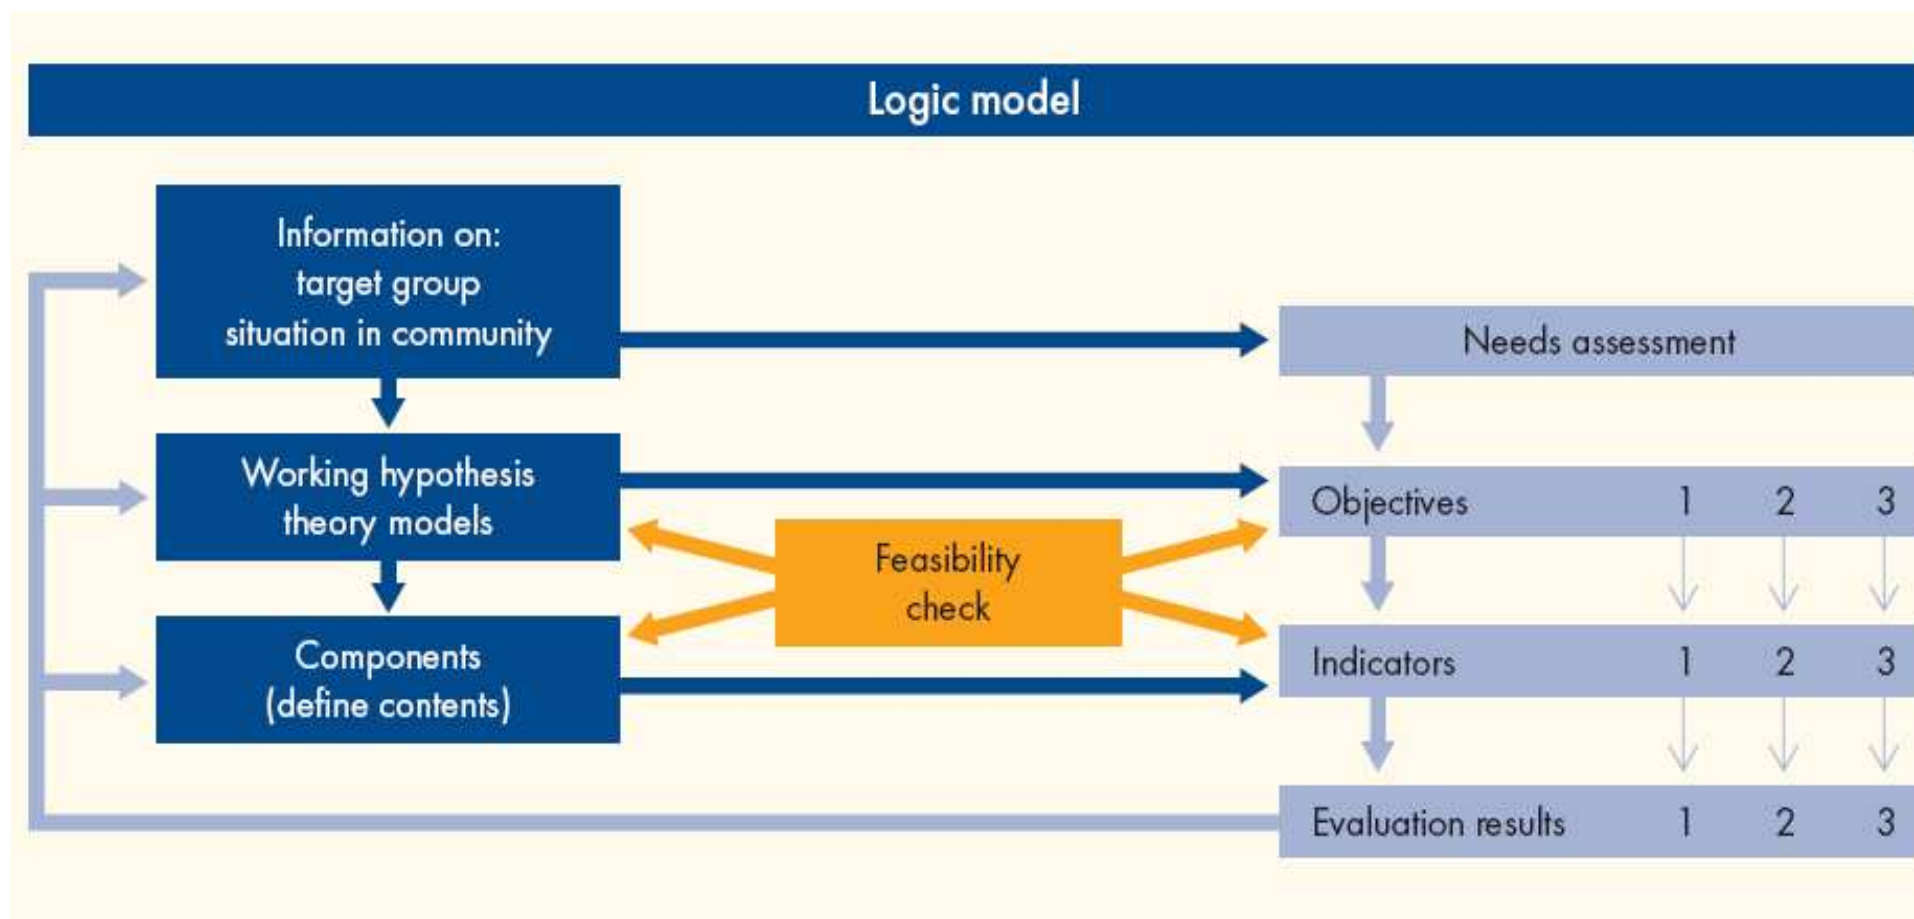 Logic model
Information on:
target group
situation in community
Needs assessment
Working hypothesis
theory models
Objectives 1 2 3
Feasibility
check
Components
(define contents)
Indicators 1 2 3
Evaluation results 1 2 3